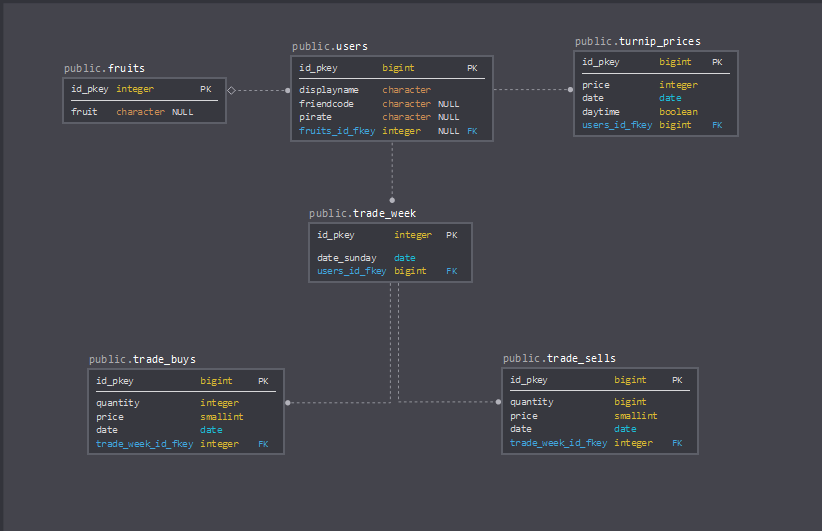 public.fruits
id_pkey integer PK
fruit character NULL
public.users
id_pkey bigint PK
displayname character
friendcode character NULL
pirate character NULL
fruits_id_fkey integer NULL FK
public.turnip_prices
id_pkey bigint PK
price integer
date date
daytime boolean
users_id_fkey bigint FK
public.trade_week
id_pkey integer PK
date_sunday date
users_id_fkey bigint FK
public.trade_buys
id_pkey bigint PK
quantity integer
price smallint
date date
trade_week_id_fkey integer FK
public.trade_sells
id_pkey bigint PK
quantity bigint
price smallint
date date
trade_week_id_fkey integer FK